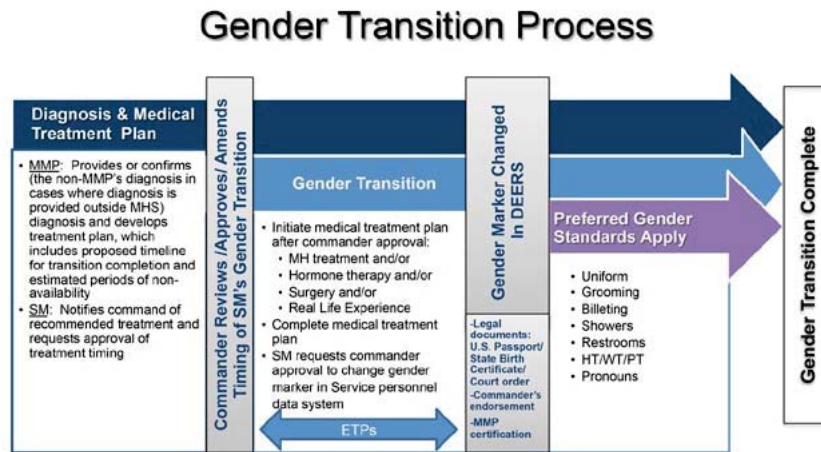 Gender Transition Process
Diagnosis & Medical
Treatment Plan
• MMP: Provides or confirms
(the non-MMP's diagnosis in
cases where diagnosis is
provided outside MHS)
diagnosis and develops
treatment plan, which
includes proposed timeline
for transition completion and
estimated periods of non-
availability
• SM: Notifies command of
recommended treatment and
requests approval of
treatment timing
Commander Reviews /Approves/ Amends
Timing of SM's Gender Transition
Gender Transition
• Initiate medical treatment plan
after commander approval:
• MH treatment and/or
• Hormone therapy and/or
• Surgery and/or
• Real Life Experience
• Complete medical treatment
plan
• SM requests commander
approval to change gender
marker in Service personnel
data system
ETPs
Gender Marker Changed
In DEERS
-Legal
documents:
U.S. Passport/
State Birth
Certificate/
Court order
-Commander's
endorsement
-MMP
certification
Preferred Gender
Standards Apply
• Uniform
• Grooming
• Billeting
• Showers
• Restrooms
• HT/WT/PT
• Pronouns
Gender Transition Complete